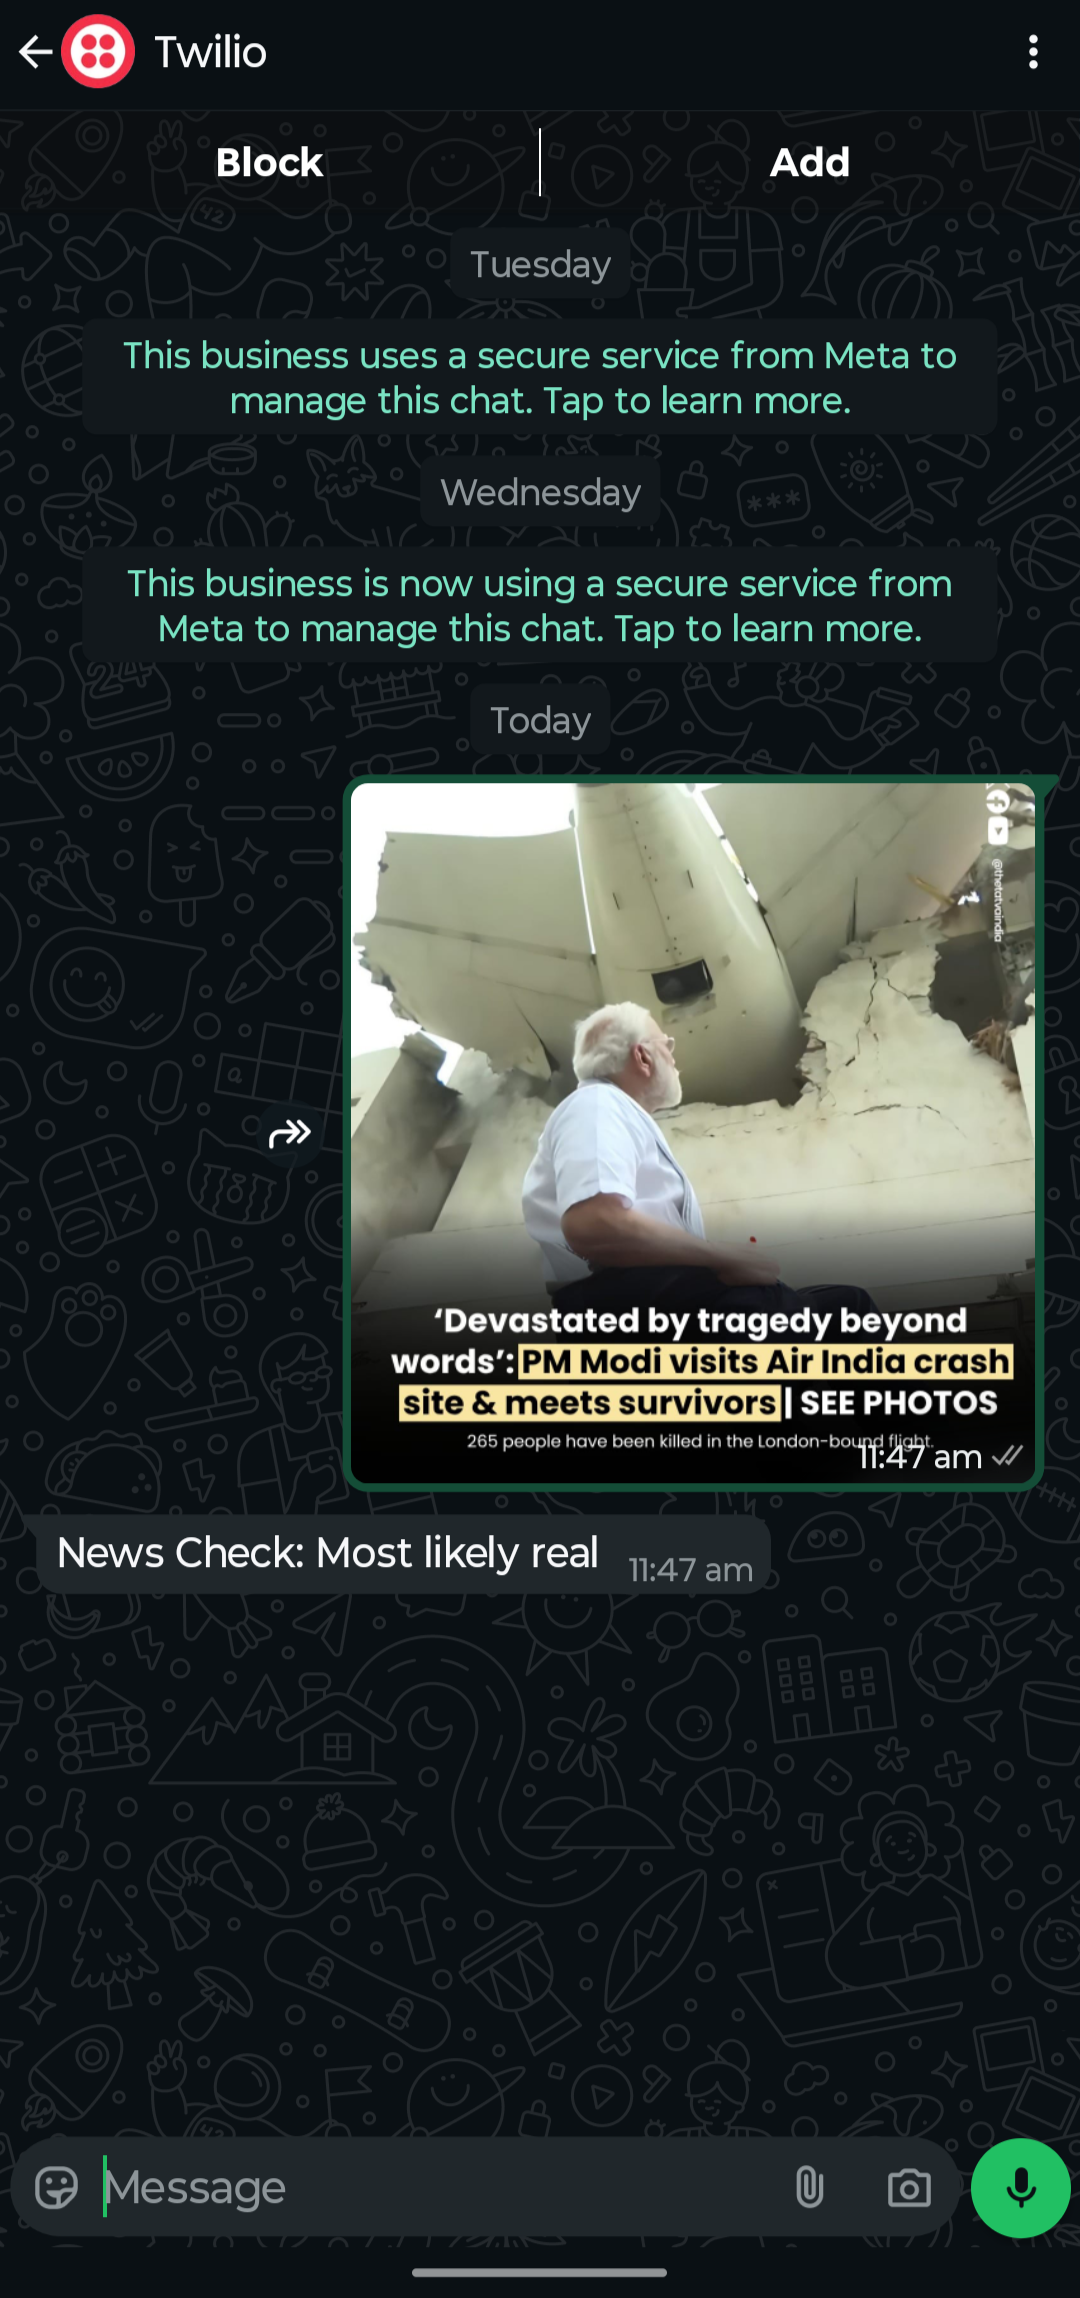 Twilio
Block
Add
Tuesday
This business uses a secure service from Meta to
manage this chat. Tap to learn more.
Wednesday
This business is now using a secure service from
Meta to manage this chat. Tap to learn more.
Today
@thetatvaindia
‘Devastated by tragedy beyond
words’: PM Modi visits Air India crash
site & meets survivors | SEE PHOTOS
265 people have been killed in the London-bound flight.
11:47 am
News Check: Most likely real
11:47 am
Message